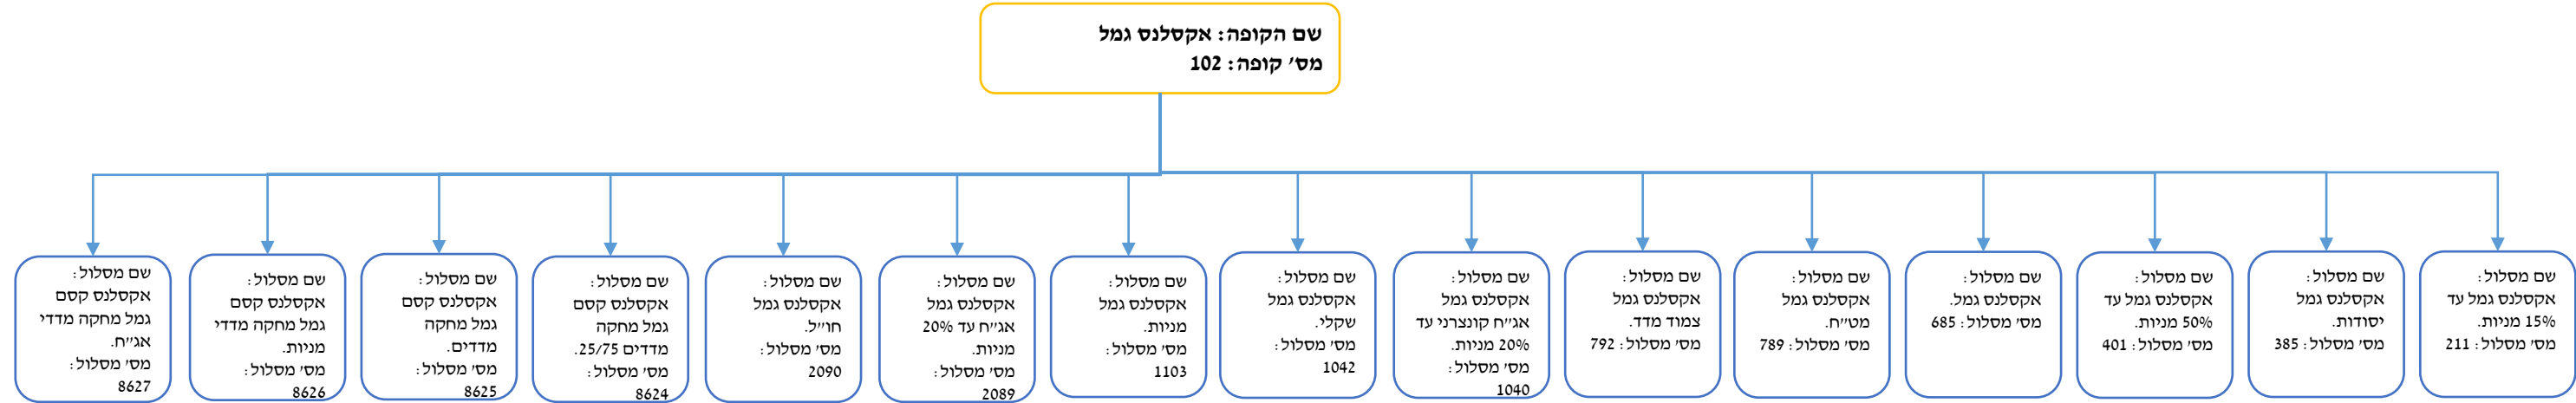 שם הקופה: אקסלנס גמל
מס' קופה: 102
שם מסלול:
אקסלנס גמל עד
15% מניות.
מס' מסלול: 211
שם מסלול:
אקסלנס גמל
יסודות.
מס' מסלול: 385
שם מסלול:
אקסלנס גמל עד
50% מניות.
מס' מסלול: 401
שם מסלול:
אקסלנס גמל.
מס' מסלול: 685
שם מסלול:
אקסלנס גמל
מט"ח.
מס' מסלול: 789
שם מסלול:
אקסלנס גמל
צמוד מדד.
מס' מסלול: 792
שם מסלול:
אקסלנס גמל
אג"ח קונצרני עד
20% מניות.
מס' מסלול:
1040
שם מסלול:
אקסלנס גמל
שקלי.
מס' מסלול:
1042
שם מסלול:
אקסלנס גמל
מניות.
מס' מסלול:
1103
שם מסלול:
אקסלנס גמל
אג"ח עד 20%
מניות.
מס' מסלול:
2089
שם מסלול:
אקסלנס גמל
חו"ל.
מס' מסלול:
2090
שם מסלול:
אקסלנס קסם
גמל מחקה
מדדים 25/75.
מס' מסלול:
8624
שם מסלול:
אקסלנס קסם
גמל מחקה
מדדים.
מס' מסלול:
8625
שם מסלול:
אקסלנס קסם
גמל מחקה מדדי
מניות.
מס' מסלול:
8626
שם מסלול:
אקסלנס קסם
גמל מחקה מדדי
אג"ח.
מס' מסלול:
8627